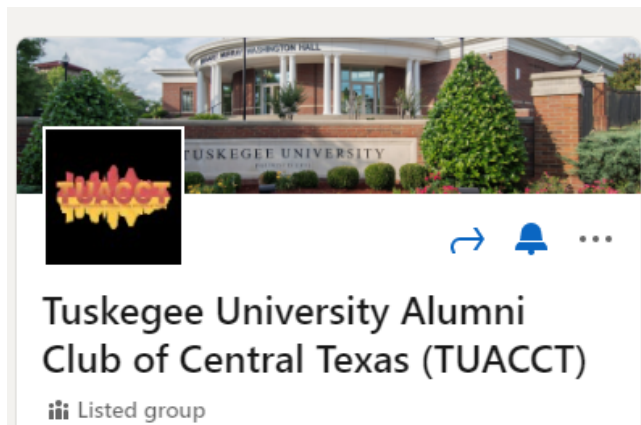 WASHINGTON HALL
TUSKEGEE UNIVERSITY
TUACCT
Tuskegee University Alumni
Club of Central Texas (TUACCT)
Listed group